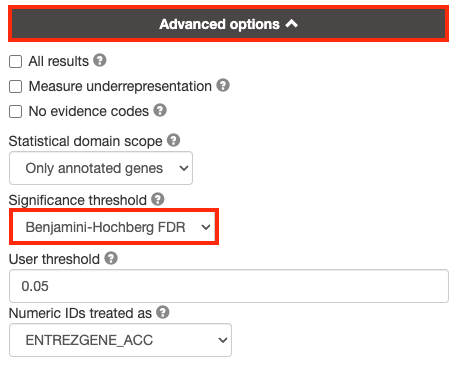 Advanced options
All results
Measure underrepresentation
No evidence codes
Statistical domain scope
Only annotated genes
Significance threshold
Benjamini-Hochberg FDR
User threshold
0.05
Numeric IDs treated as
ENTREZGENE_ACC